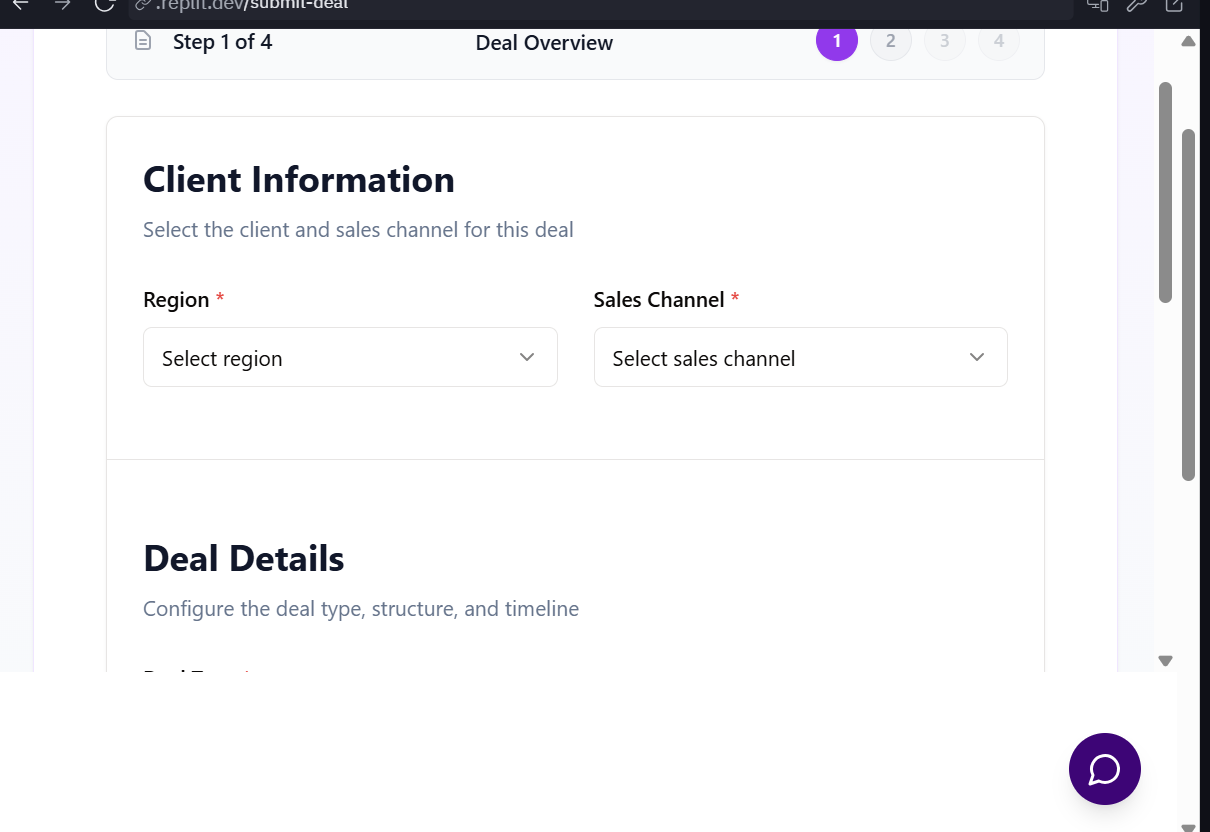 .replit.dev/submit-deal
Step 1 of 4
Deal Overview
1 2 3 4
Client Information
Select the client and sales channel for this deal
Region *
Sales Channel *
Select region
Select sales channel
Deal Details
Configure the deal type, structure, and timeline